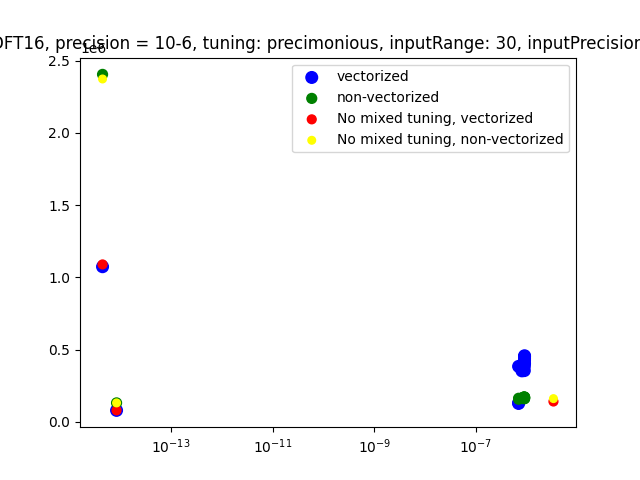 DFT16, precision = 10-6, tuning: precimonious, inputRange: 30, inputPrecision
1e6
2.5
2.0
1.5
1.0
0.5
0.0
vectorized
non-vectorized
No mixed tuning, vectorized
No mixed tuning, non-vectorized
10⁻¹³ 10⁻¹¹ 10⁻⁹ 10⁻⁷